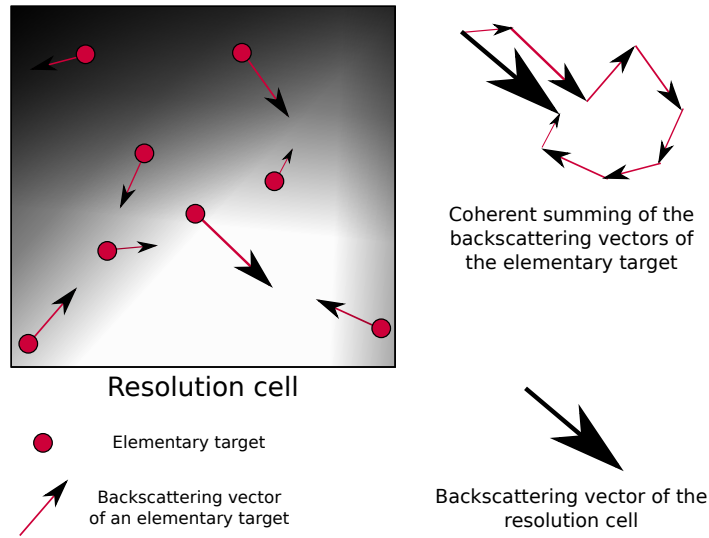 Coherent summing of the
backscattering vectors of
the elementary target
Resolution cell
Elementary target
Backscattering vector
of an elementary target
Backscattering vector of the
resolution cell